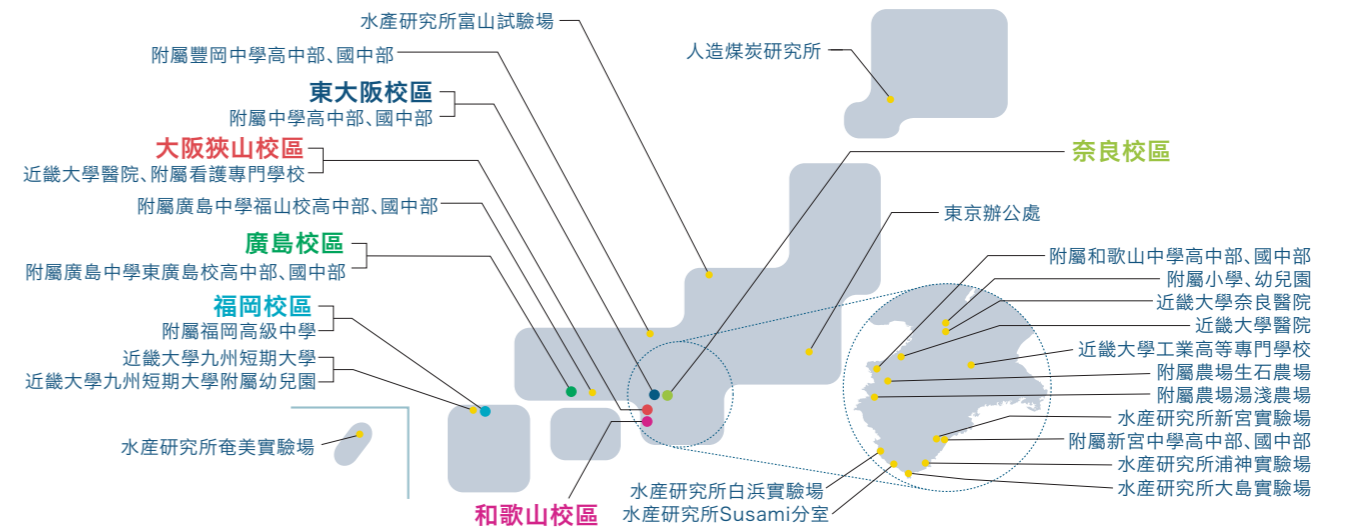 水產研究所富山試驗場
附屬豐岡中學高中部、國中部
東大阪校區
附屬中學高中部、國中部
大阪狹山校區
近畿大學醫院、附屬看護專門學校
附屬廣島中學福山校高中部、國中部
廣島校區
附屬廣島中學東廣島校高中部、國中部
福岡校區
附屬福岡高級中學
近畿大學九州短期大學
近畿大學九州短期大學附屬幼兒園
水産研究所奄美實驗場
和歌山校區
人造煤炭研究所
奈良校區
東京辦公處
附屬和歌山中學高中部、國中部
附屬小學、幼兒園
近畿大學奈良醫院
近畿大學醫院
近畿大學工業高等專門學校
附屬農場生石農場
附屬農場湯淺農場
水産研究所新宮實驗場
附屬新宮中學高中部、國中部
水産研究所浦神實驗場
水産研究所大島實驗場
水産研究所白浜實驗場
水産研究所Susami分室